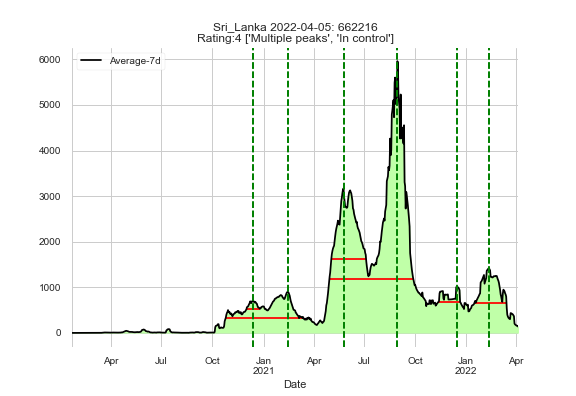 Sri_Lanka 2022-04-05: 662216
Rating:4 ['Multiple peaks', 'In control']
Average-7d
6000
5000
4000
3000
2000
1000
0
Apr Jul Oct Jan Apr Jul Oct Jan Apr
2021 2022
Date